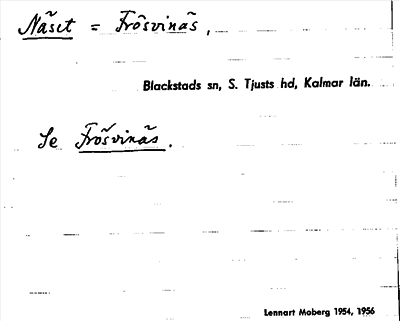 Näset = Frösvinäs,
Blackstads sn, S. Tjusts hd, Kalmar län.
Se Frösvinäs.
Lennart Moberg 1954, 1956